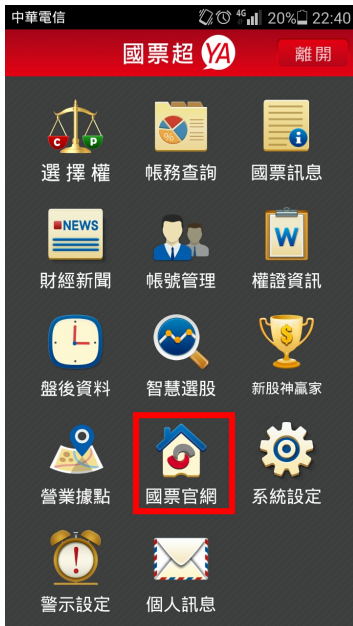 中華電信 4G 20% 22:40
國票超 YA 離開
C P
選擇權 帳務查詢 國票訊息
NEWS W
財經新聞 帳號管理 權證資訊
$
盤後資料 智慧選股 新股神贏家
營業據點 國票官網 系統設定
警示設定 個人訊息